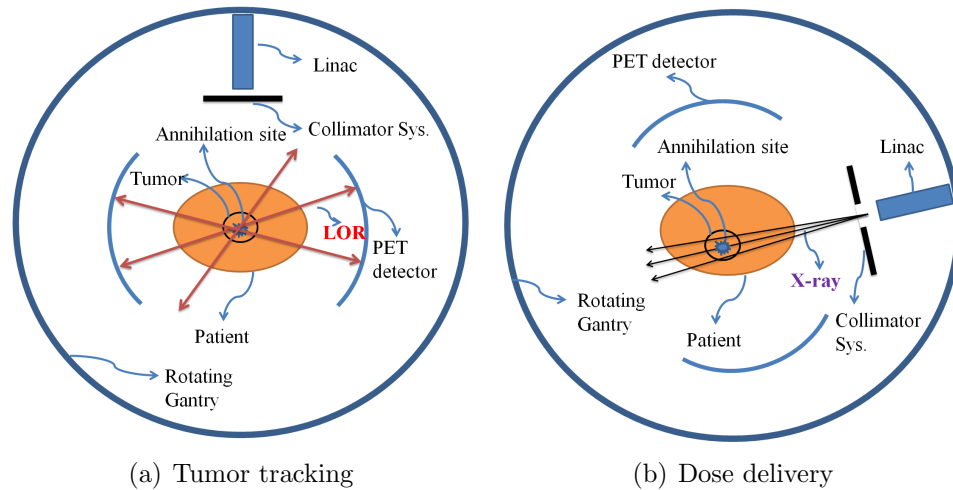 Linac
Collimator Sys.
Annihilation site
Tumor
LOR
PET
detector
Patient
Rotating
Gantry
(a) Tumor tracking
PET detector
Annihilation site
Linac
Tumor
X-ray
Rotating
Gantry
Patient
Collimator
Sys.
(b) Dose delivery